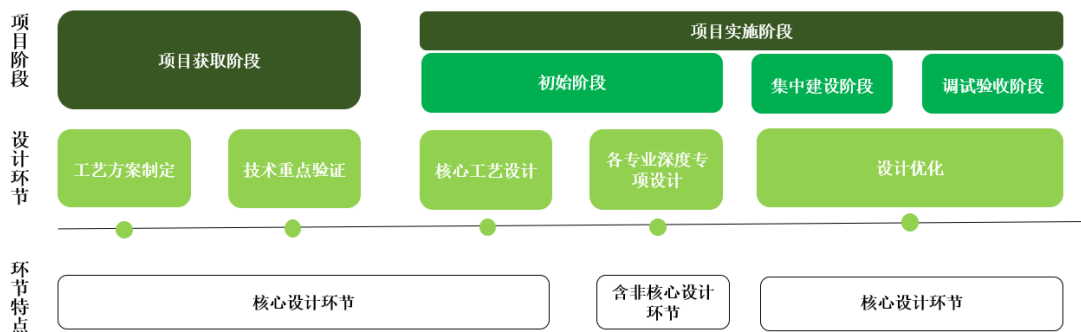 项目阶段
项目获取阶段
项目实施阶段
初始阶段
集中建设阶段
调试验收阶段
设计环节
工艺方案制定
技术重点验证
核心工艺设计
各专业深度专
项设计
设计优化
环节特点
核心设计环节
含非核心设计
环节
核心设计环节